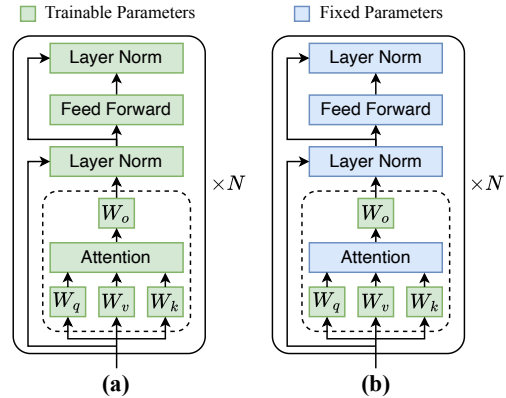 Trainable Parameters
Fixed Parameters
Layer Norm
Feed Forward
Layer Norm
×N
W_o
Attention
W_q
W_v
W_k
(a)
Layer Norm
Feed Forward
Layer Norm
×N
W_o
Attention
W_q
W_v
W_k
(b)